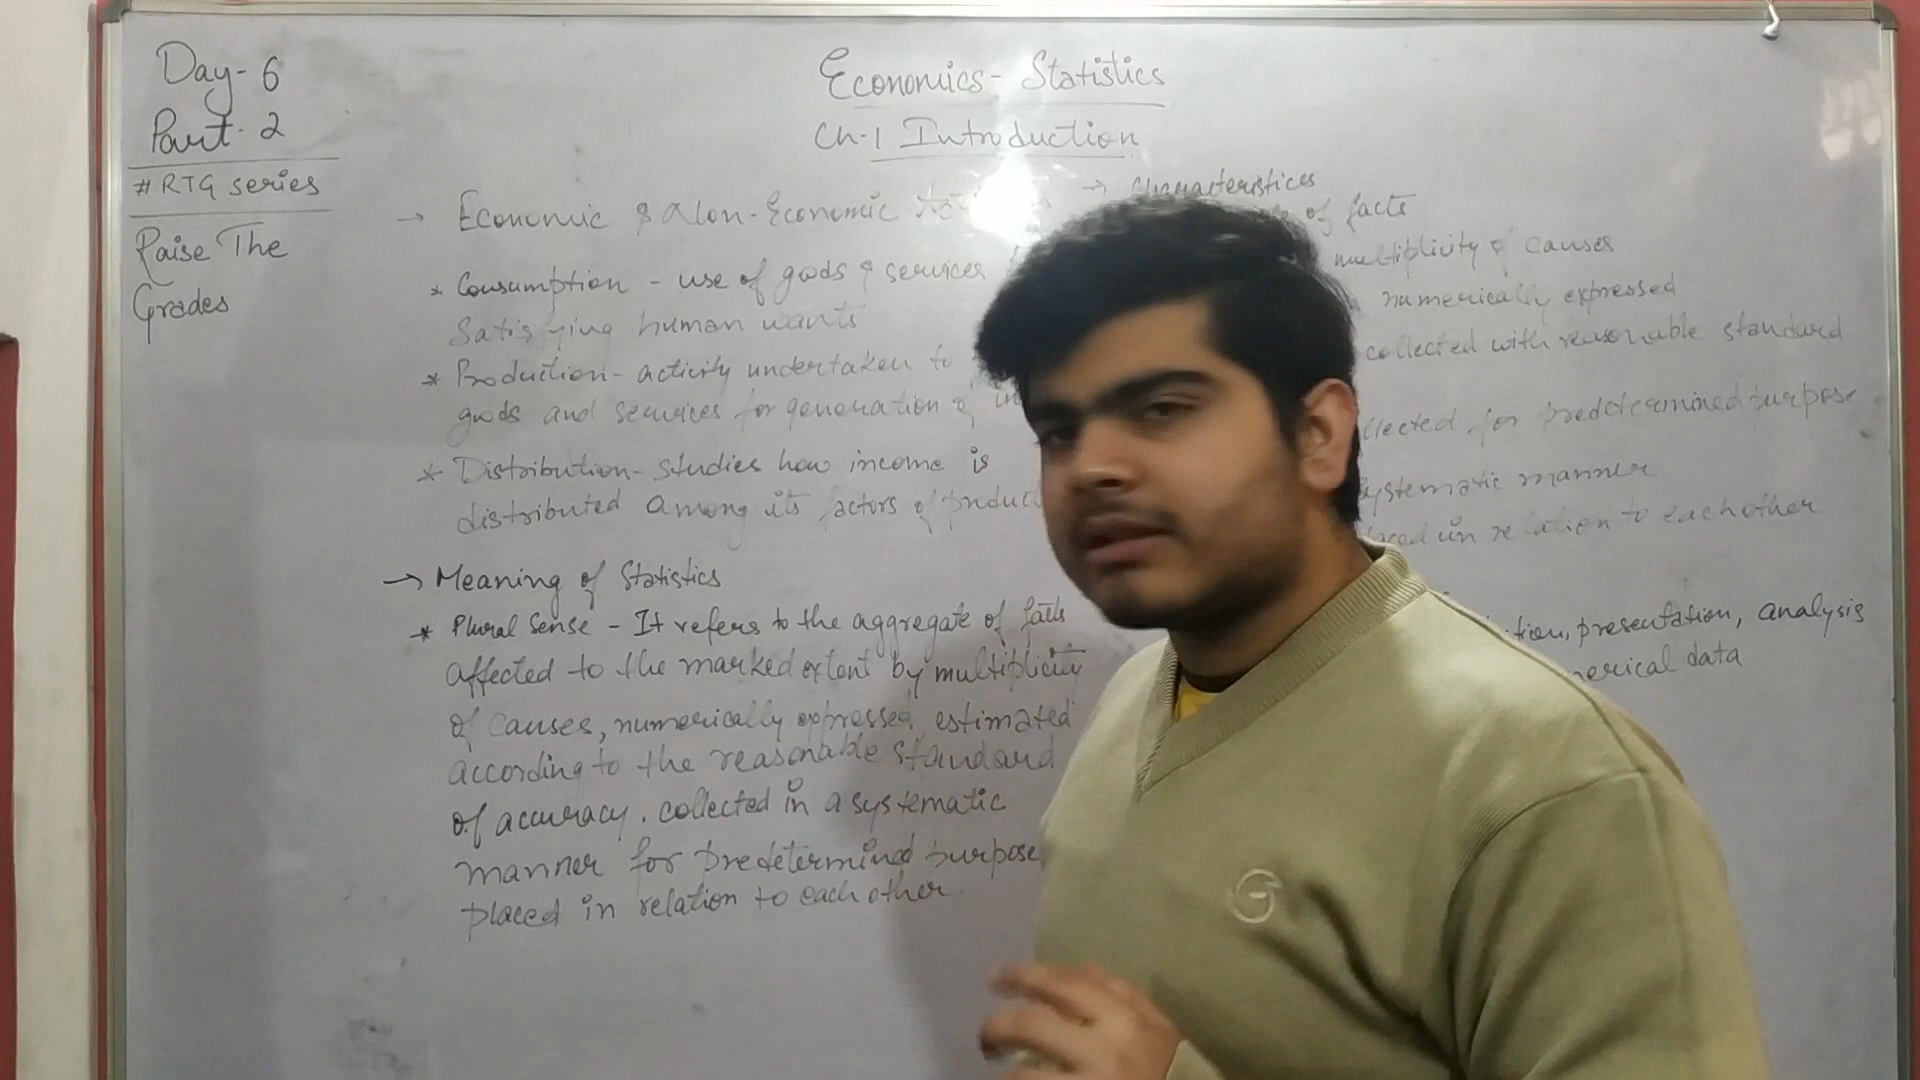 Day-6
Part-2
# RTG series
Raise The
Grades
Economics- Statistics
Ch-1 Introduction
→ Economic & Non-Economic
* Consumption - use of goods & services
Satisfying human wants
* Production- activity undertaken to
goods and services for generation of
* Distribution- studies how income is
distributed among its factors of
→ Meaning of Statistics
* Plural Sense - It refers to the aggregate of facts
affected to the marked extent by multiplicity
of causes, numerically expressed, estimated
according to the reasonable standard
of accuracy. collected in a systematic
manner for predetermind purpose
placed in relation to each other.
→ Characteristics
of facts
multiplicity of causes
numerically expressed
collected with reasonable standard
for predetermined purpose
systematic manner
in relation to each other
presentation, analysis
data